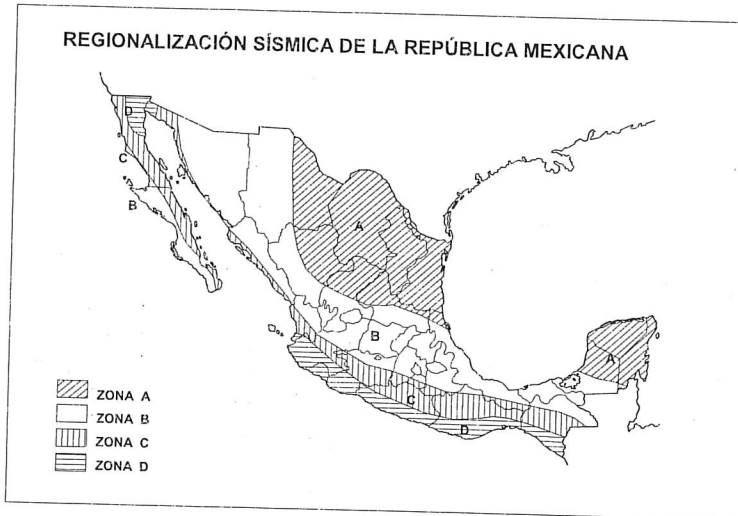 REGIONALIZACIÓN SÍSMICA DE LA REPÚBLICA MEXICANA
D
C
B
A
B
A
C
D
ZONA A
ZONA B
ZONA C
ZONA D